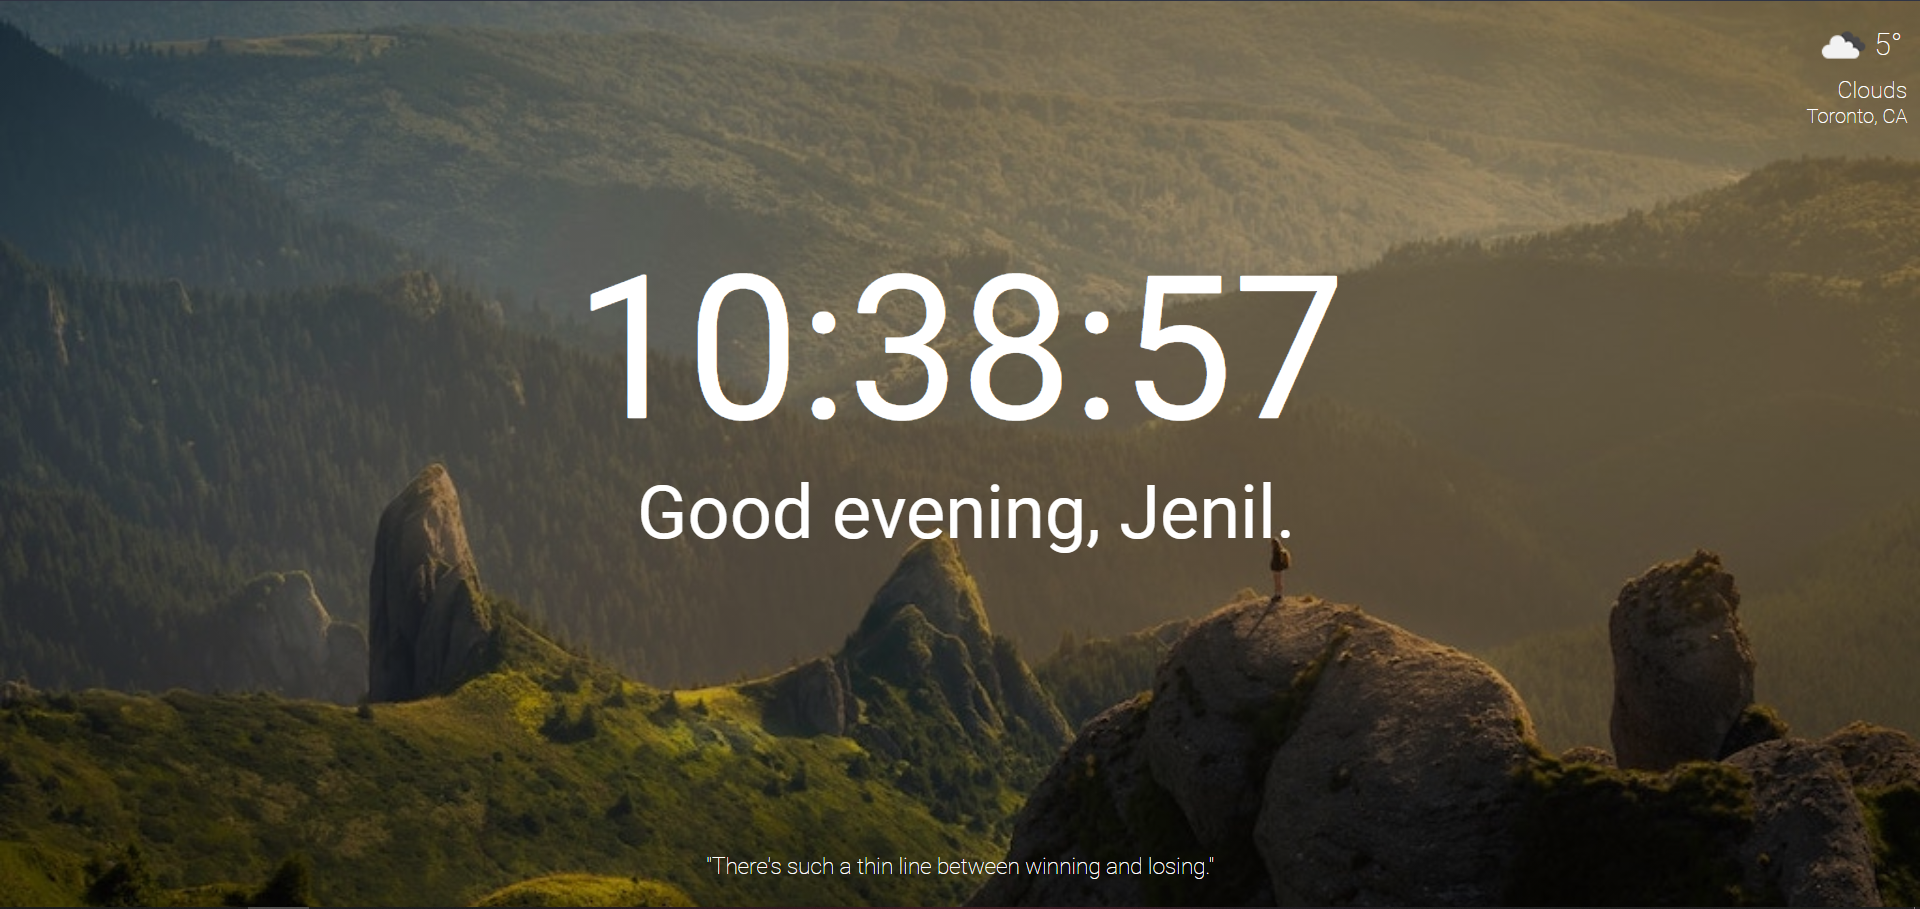 5°
Clouds
Toronto, CA
10:38:57
Good evening, Jenil.
"There's such a thin line between winning and losing."